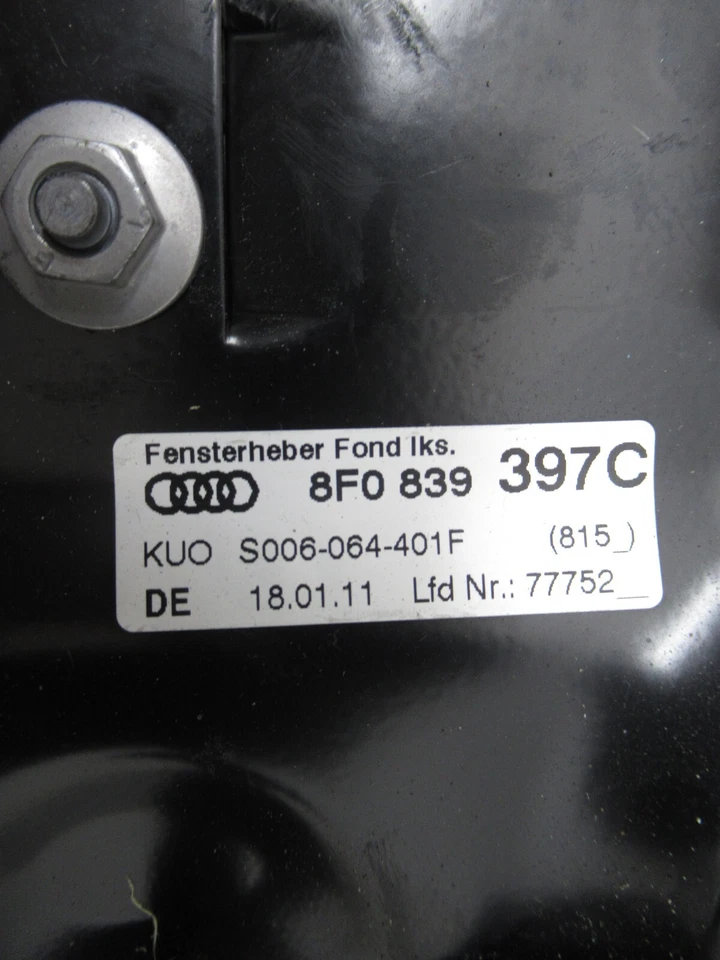 Fensterheber Fond lks.
8F0 839 397C
KUO S006-064-401F (815_)
DE 18.01.11 Lfd Nr.: 77752__